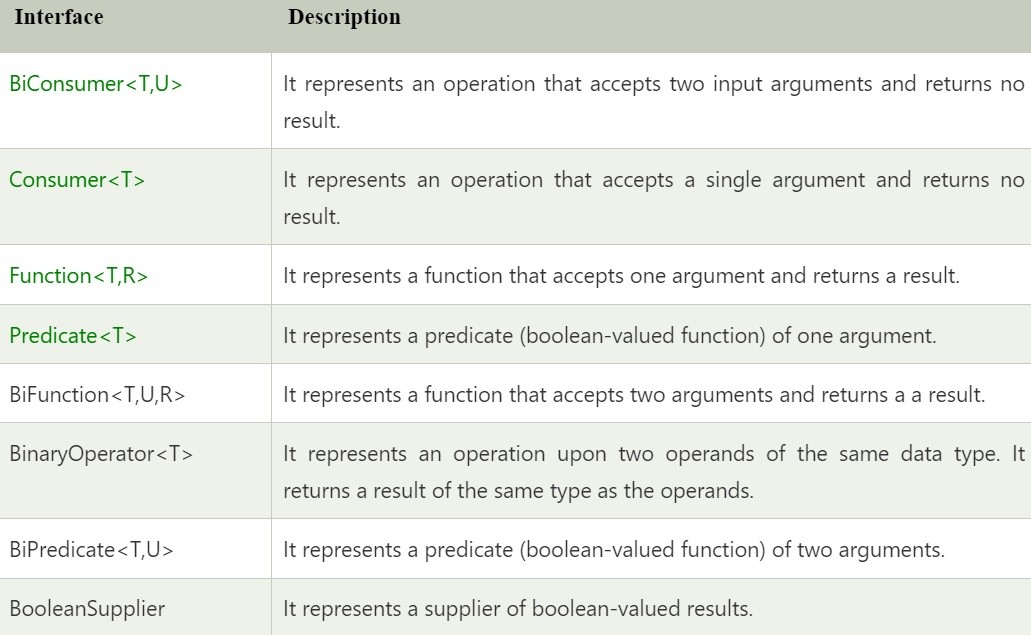 Interface Description
BiConsumer<T,U> It represents an operation that accepts two input arguments and returns no
result.
Consumer<T> It represents an operation that accepts a single argument and returns no
result.
Function<T,R> It represents a function that accepts one argument and returns a result.
Predicate<T> It represents a predicate (boolean-valued function) of one argument.
BiFunction<T,U,R> It represents a function that accepts two arguments and returns a a result.
BinaryOperator<T> It represents an operation upon two operands of the same data type. It
returns a result of the same type as the operands.
BiPredicate<T,U> It represents a predicate (boolean-valued function) of two arguments.
BooleanSupplier It represents a supplier of boolean-valued results.